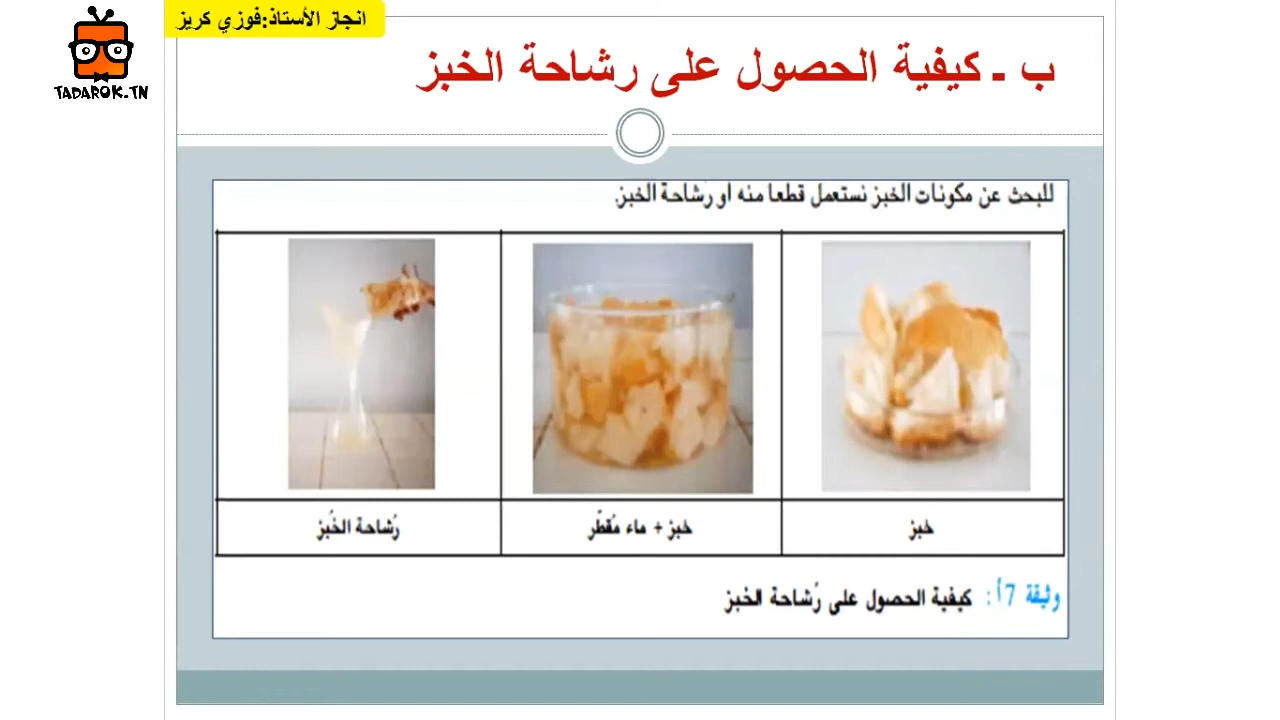 انجاز الأستاذ:فوزي كريز
TADAROK.TN
ب ـ كيفية الحصول على رشاحة الخبز
للبحث عن مكونات الخبز نستعمل قطعا منه او رُشاحة الخبز.
خبز
خبز + ماء مُقطّر
رُشاحة الخُبز
وثيقة 7أ: كيفية الحصول على رُشاحة الخبز